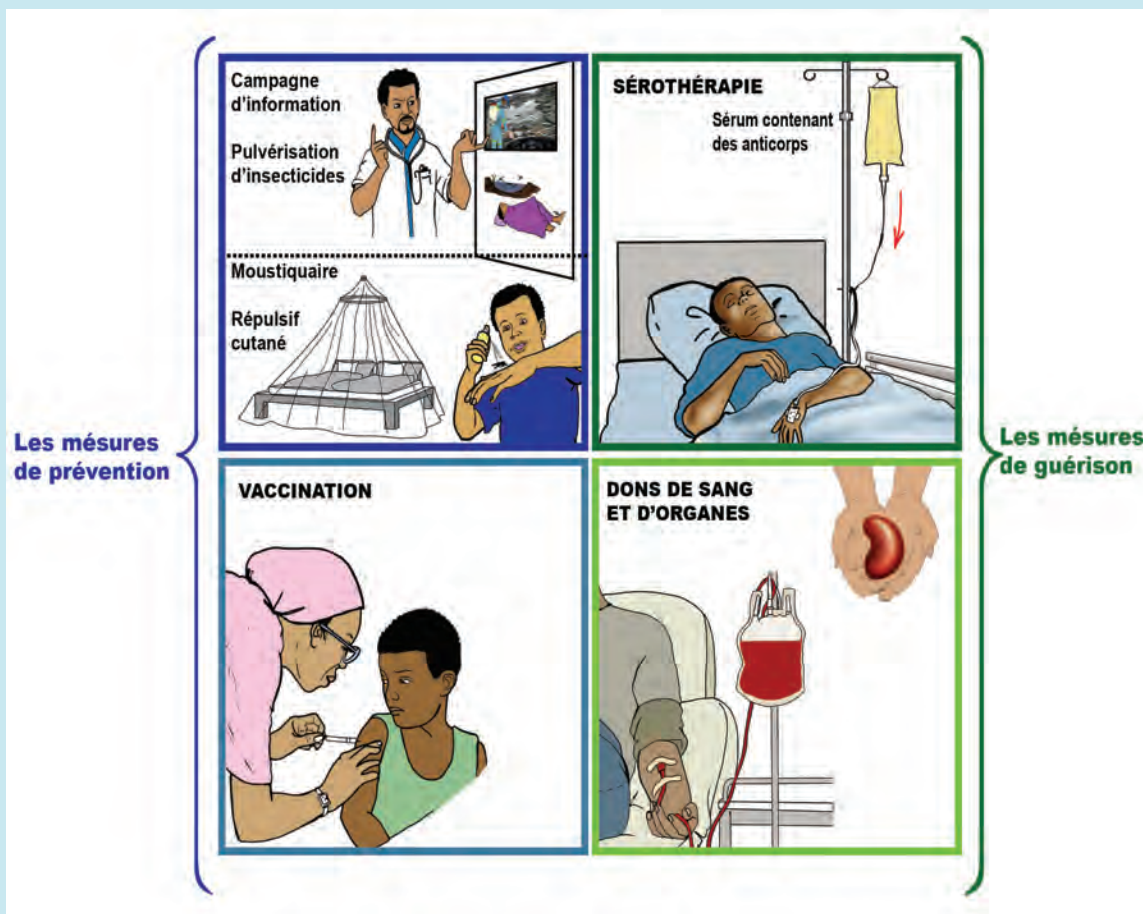 Campagne
d'information
Pulvérisation
d'insecticides
Moustiquaire
Répulsif
cutané
SÉROTHÉRAPIE
Sérum contenant
des anticorps
Les mésures
de prévention
Les mésures
de guérison
VACCINATION
DONS DE SANG
ET D'ORGANES